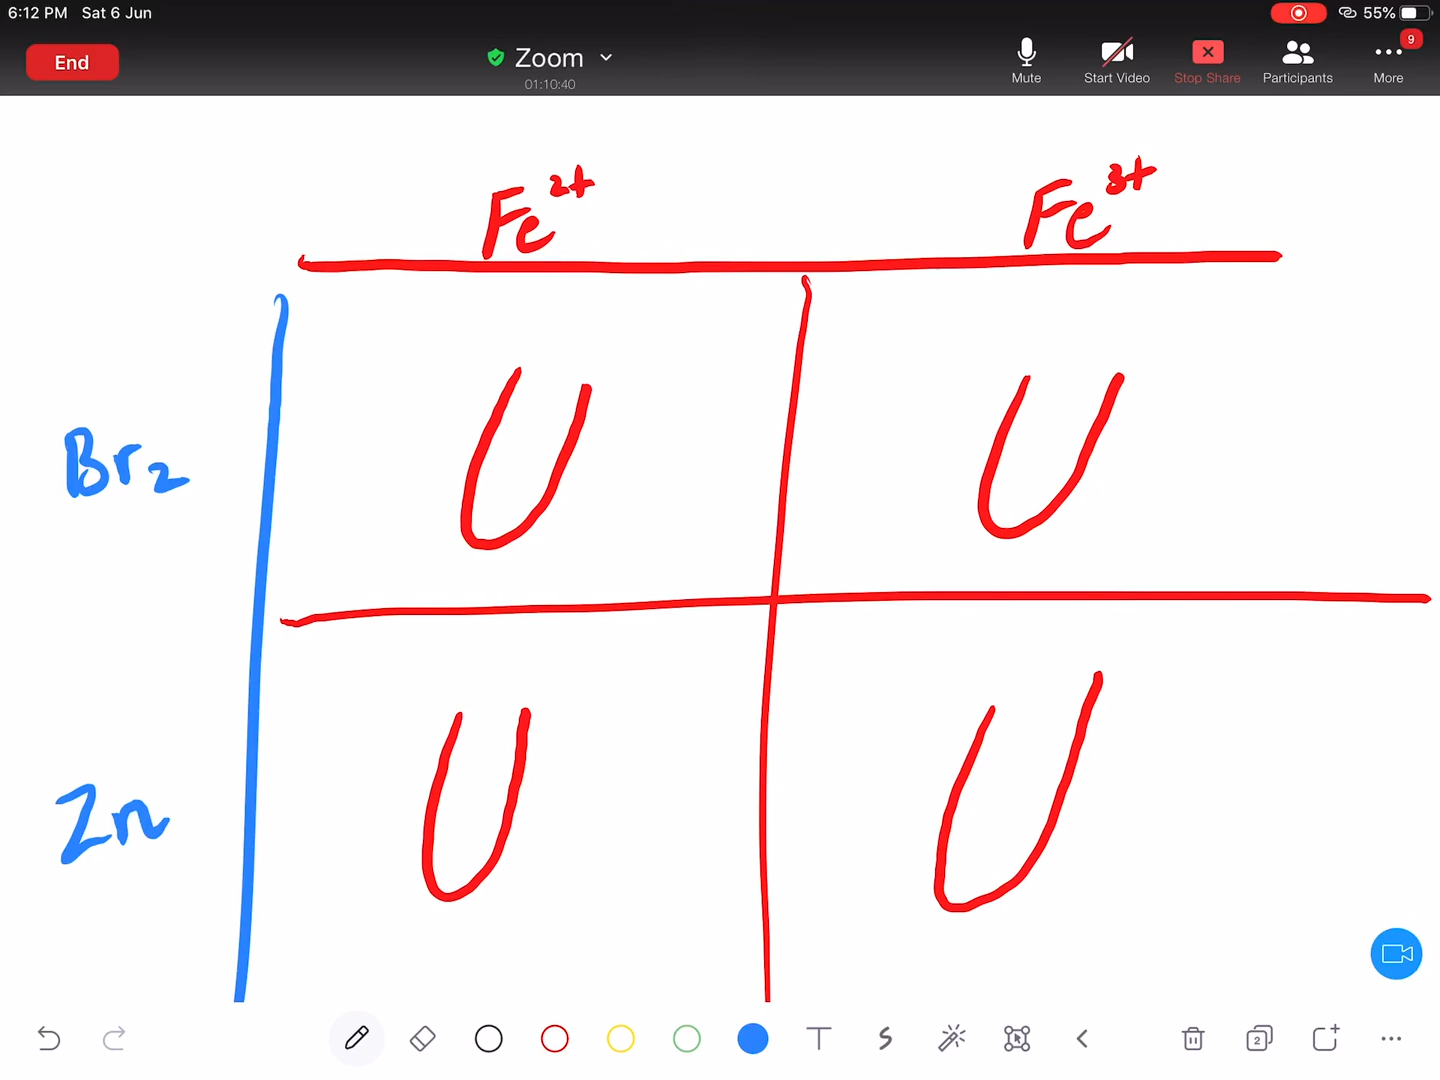 6:12 PM Sat 6 Jun
55%
End
Zoom
01:10:40
Mute
Start Video
Stop Share
Participants
9
More
Fe²⁺
Fe³⁺
Br₂
Zn
T
2